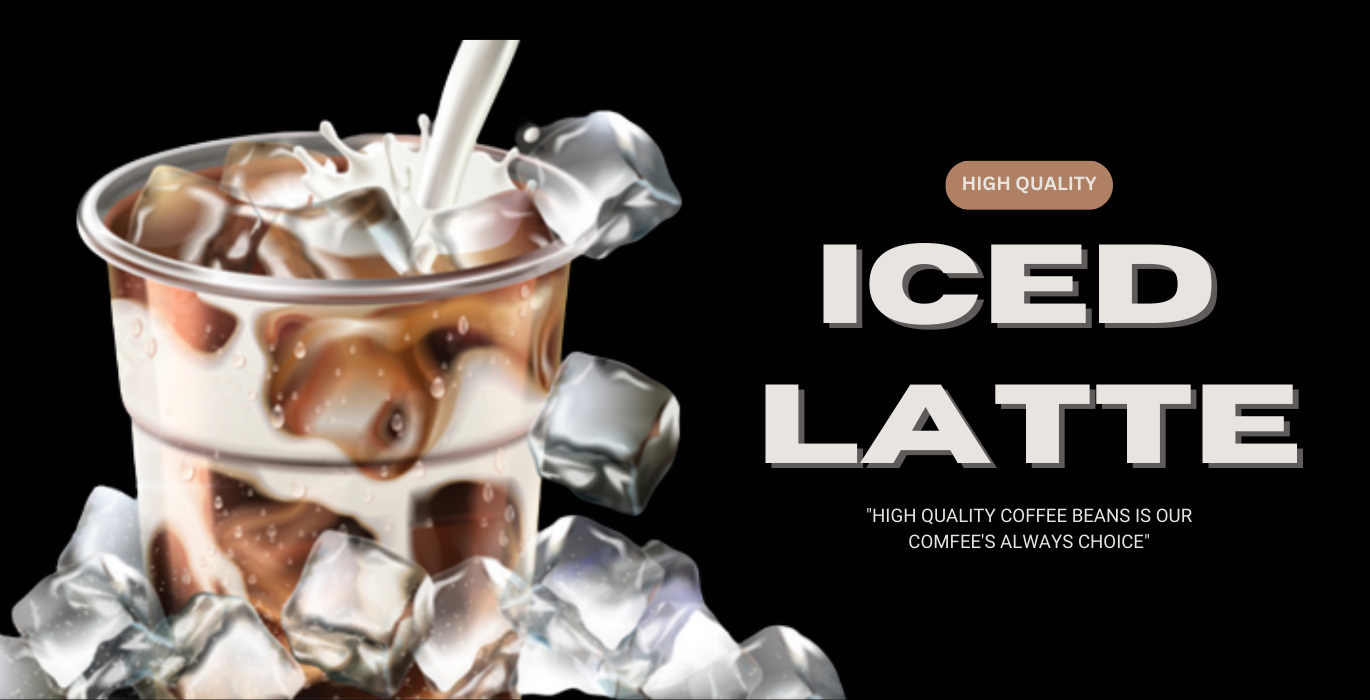 HIGH QUALITY
ICED
LATTE
"HIGH QUALITY COFFEE BEANS IS OUR
COMFEE'S ALWAYS CHOICE"